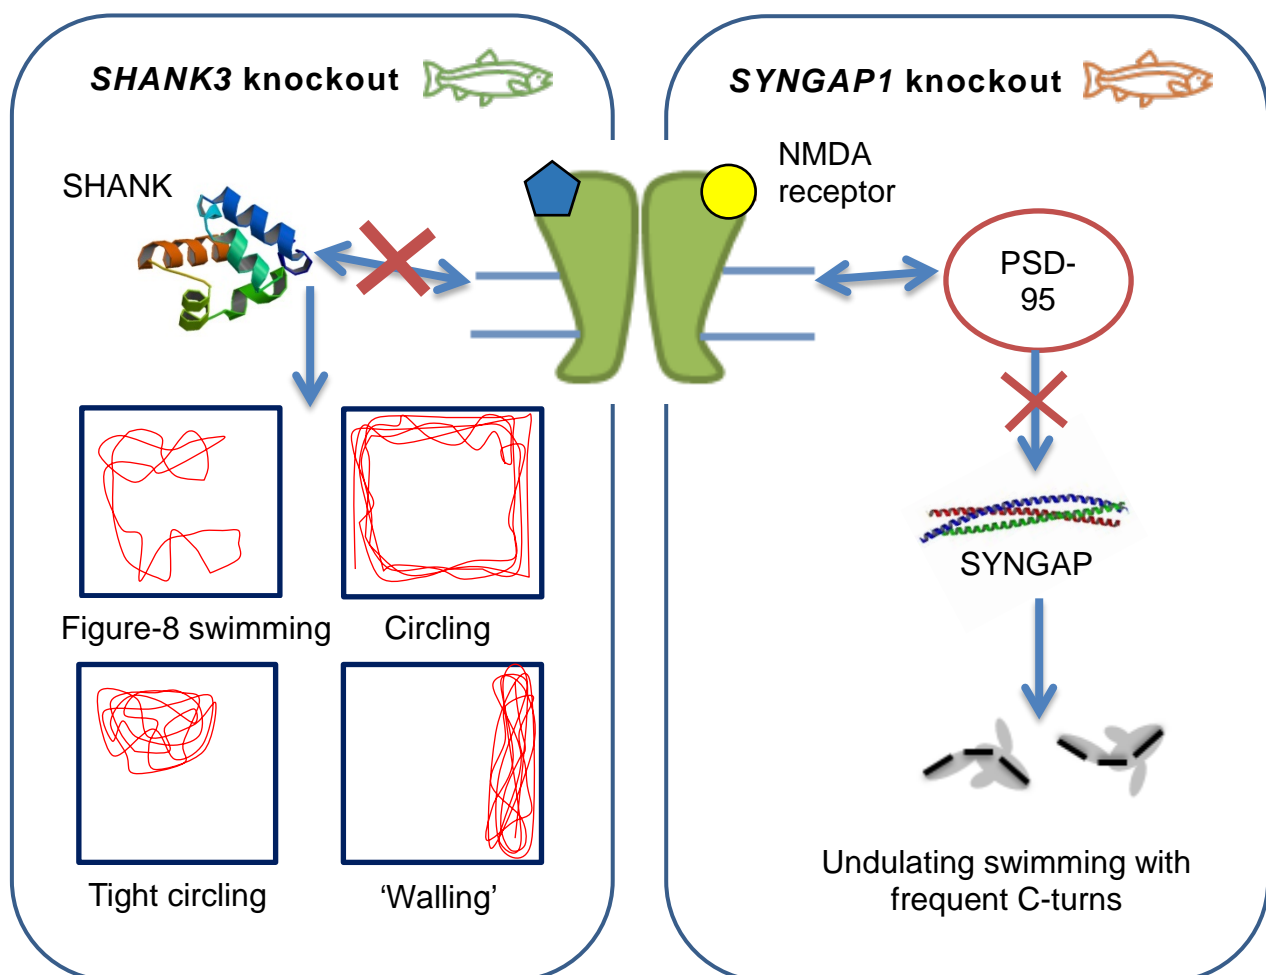 SHANK3 knockout
SHANK
Figure-8 swimming
Circling
Tight circling
‘Walling’
SYNGAP1 knockout
NMDA
receptor
PSD-
95
SYNGAP
Undulating swimming with
frequent C-turns